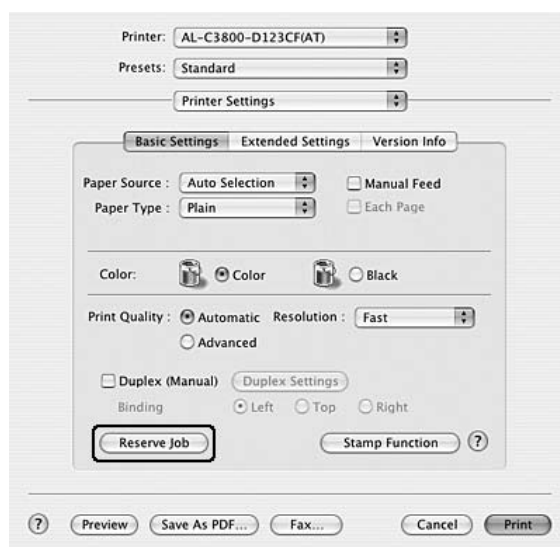 Printer: AL-C3800-D123CF(AT)
Presets: Standard
Printer Settings
Basic Settings Extended Settings Version Info
Paper Source : Auto Selection Manual Feed
Paper Type : Plain Each Page
Color: Color Black
Print Quality : Automatic Resolution : Fast
Advanced
Duplex (Manual) Duplex Settings
Binding Left Top Right
Reserve Job Stamp Function ?
? Preview Save As PDF... Fax... Cancel Print